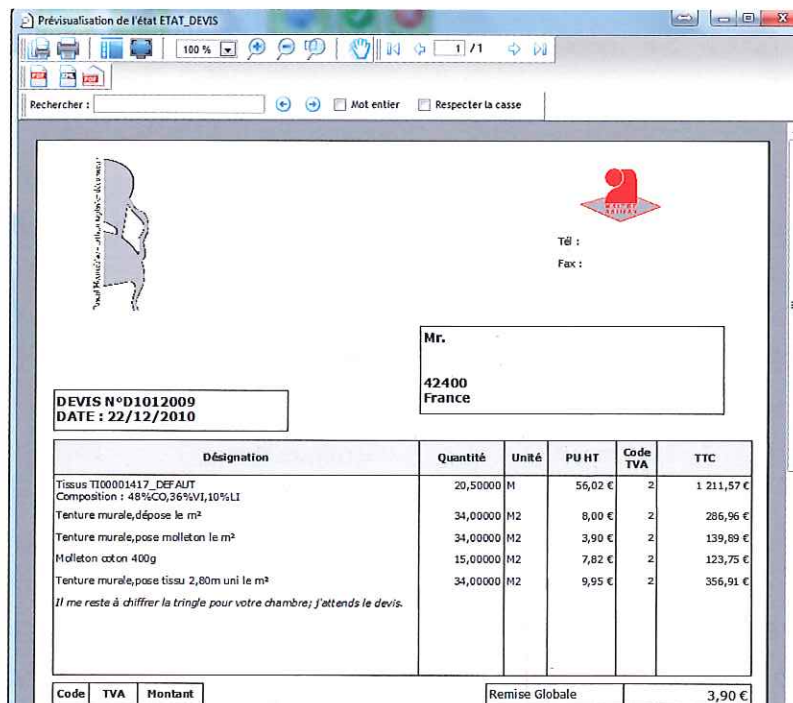 Prévisualisation de l'état ETAT_DEVIS
100 % 1 /1
Rechercher : Mot entier Respecter la casse
Tél :
Fax :
Mr.
42400
France
DEVIS N°D1012009
DATE : 22/12/2010
Désignation Quantité Unité PU HT Code TVA TTC
Tissus TI00001417_DEFAUT 20,50000 M 56,02 € 2 1 211,57 €
Composition : 48%CO,36%VI,10%LI
Tenture murale,dépose le m² 34,00000 M2 8,00 € 2 286,96 €
Tenture murale,pose molleton le m² 34,00000 M2 3,90 € 2 139,89 €
Molleton coton 400g 15,00000 M2 7,82 € 2 123,75 €
Tenture murale,pose tissu 2,80m uni le m² 34,00000 M2 9,95 € 2 356,91 €
Il me reste à chiffrer la tringle pour votre chambre; j'attends le devis.
Code TVA Montant Remise Globale 3,90 €